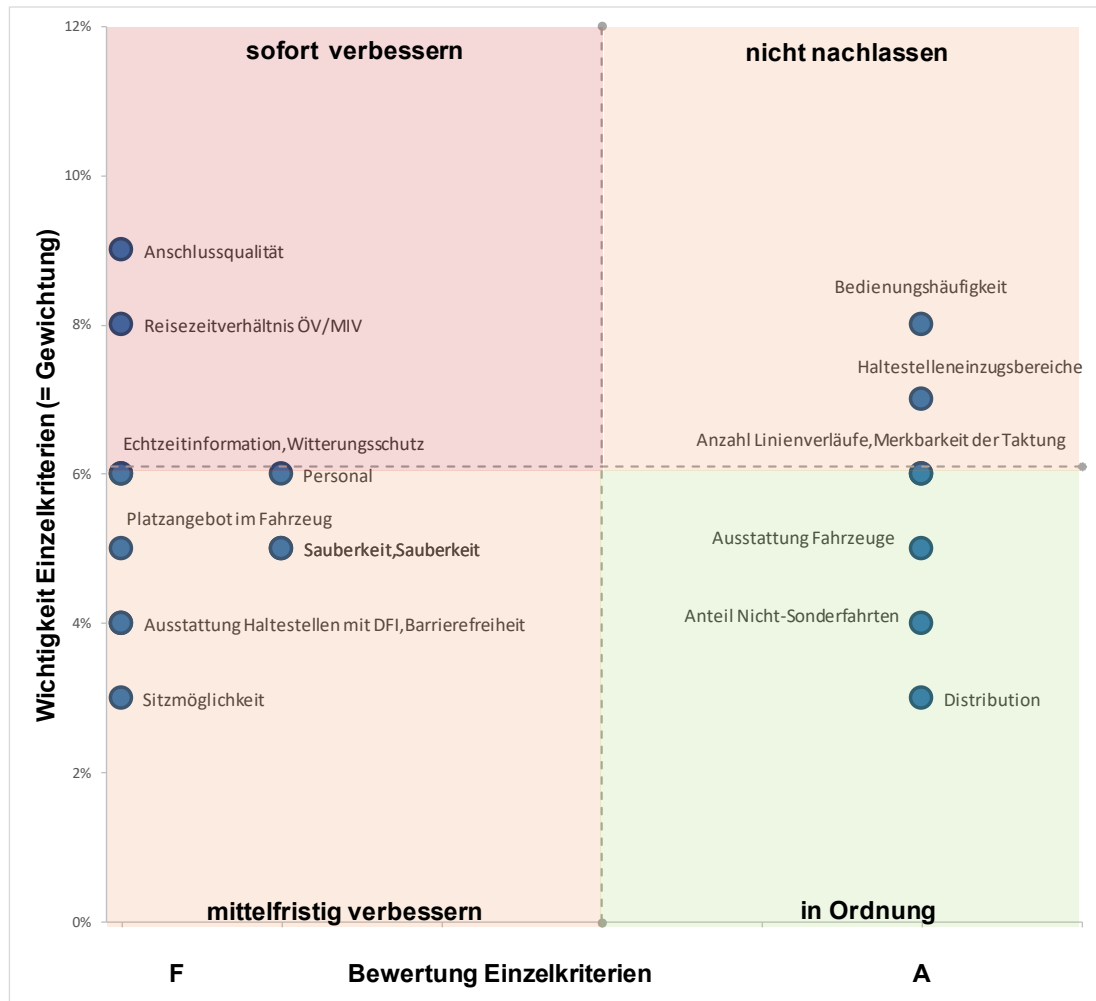 12%
sofort verbessern
nicht nachlassen
10%
Anschlussqualität
Bedienungshäufigkeit
8%
Reisezeitverhältnis ÖV/MIV
Haltestelleneinzugsbereiche
Echtzeitinformation,Witterungsschutz
Anzahl Linienverläufe,Merkbarkeit der Taktung
6%
Personal
Platzangebot im Fahrzeug
Ausstattung Fahrzeuge
Sauberkeit,Sauberkeit
4%
Ausstattung Haltestellen mit DFI,Barrierefreiheit
Anteil Nicht-Sonderfahrten
Sitzmöglichkeit
Distribution
2%
0%
mittelfristig verbessern
in Ordnung
Wichtigkeit Einzelkriterien (= Gewichtung)
F
Bewertung Einzelkriterien
A